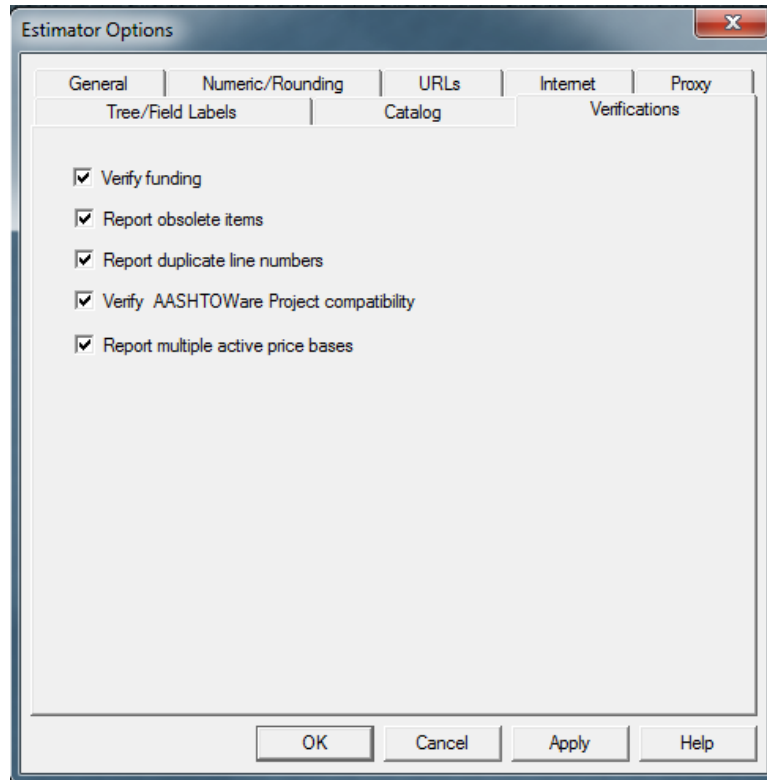 Estimator Options
General Numeric/Rounding URLs Internet Proxy
Tree/Field Labels Catalog Verifications
Verify funding
Report obsolete items
Report duplicate line numbers
Verify AASHTOWare Project compatibility
Report multiple active price bases
OK Cancel Apply Help